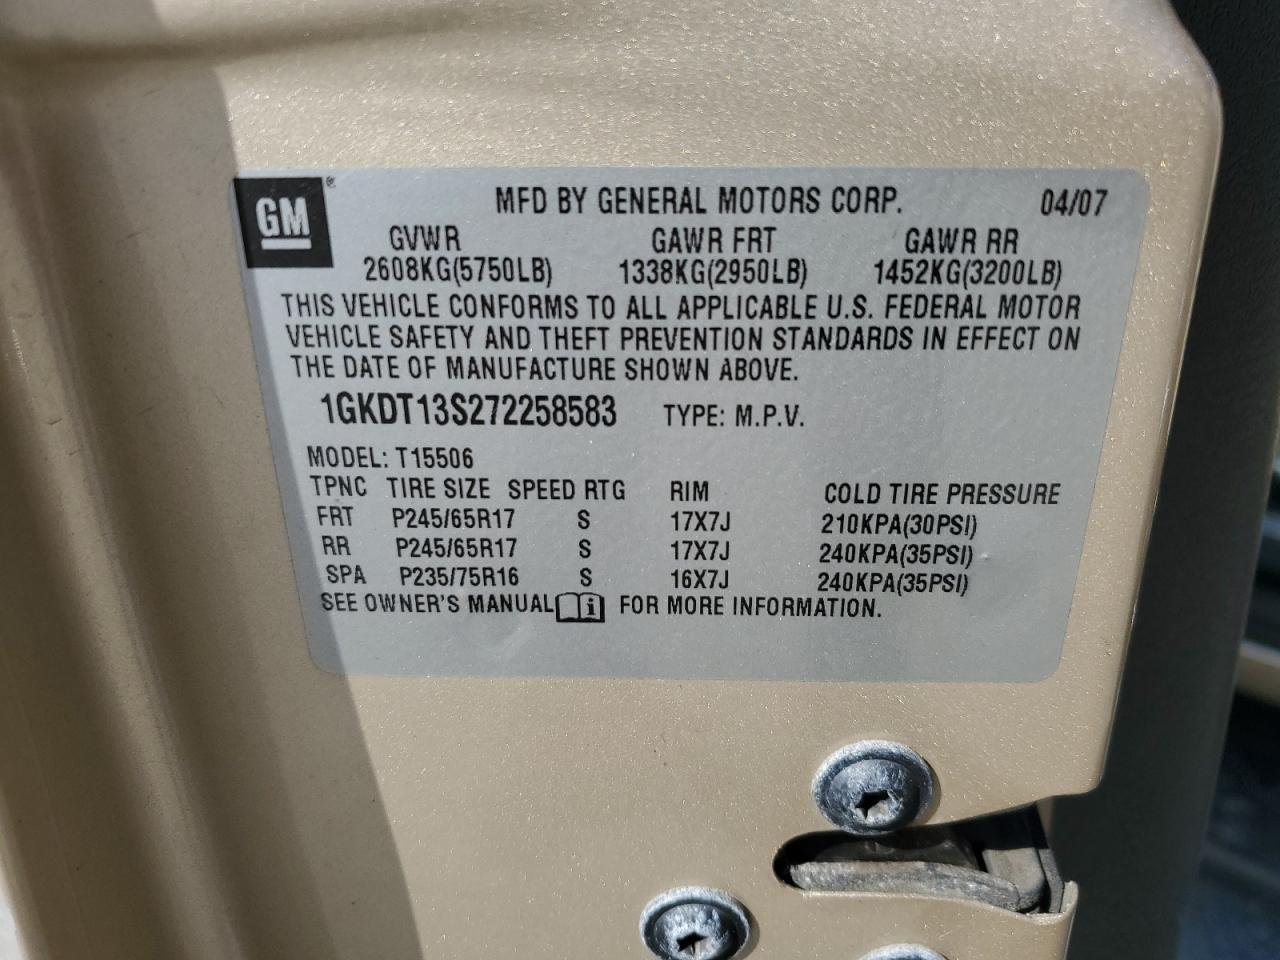 GM ® MFD BY GENERAL MOTORS CORP. 04/07
GVWR GAWR FRT GAWR RR
2608KG(5750LB) 1338KG(2950LB) 1452KG(3200LB)
THIS VEHICLE CONFORMS TO ALL APPLICABLE U.S. FEDERAL MOTOR
VEHICLE SAFETY AND THEFT PREVENTION STANDARDS IN EFFECT ON
THE DATE OF MANUFACTURE SHOWN ABOVE.
1GKDT13S272258583 TYPE: M.P.V.
MODEL: T15506
TPNC TIRE SIZE SPEED RTG RIM COLD TIRE PRESSURE
FRT P245/65R17 S 17X7J 210KPA(30PSI)
RR P245/65R17 S 17X7J 240KPA(35PSI)
SPA P235/75R16 S 16X7J 240KPA(35PSI)
SEE OWNER'S MANUAL i FOR MORE INFORMATION.